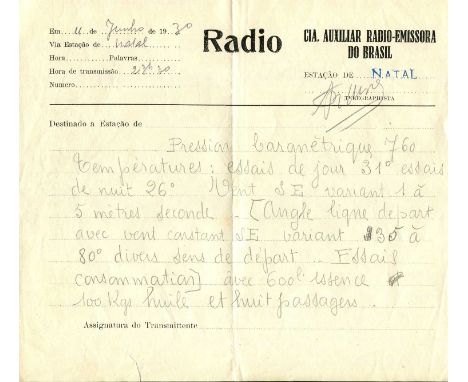 Em 11 de Junho de 1930
Via Estação de Natal
Hora Palavras
Hora de transmissão 23h30
Numero
Radio
CIA. AUXILIAR RADIO-EMISSORA
DO BRASIL
ESTAÇÃO DE NATAL
TELEGRAPHISTA
Destinado a Estação de
Pression barométrique 760
températures : essais de jour 31° essais
de nuit 26° Vent SE variant 1 à
5 mètres seconde - [Angle ligne depart
avec vent constant SE variant 35 à
80° divers sens de départ - Essais
consommation] avec 600l essence
100 Kgs huile et huit passagers.
Assignatura do Transmittente